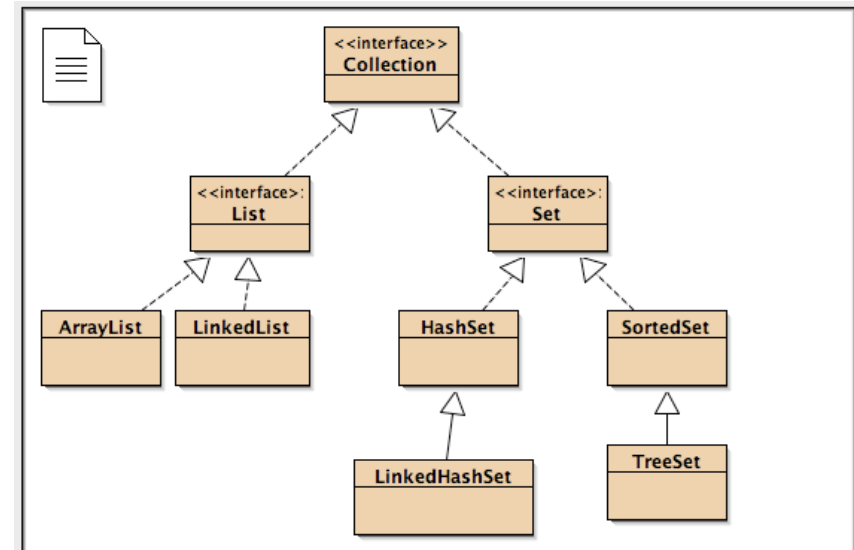 <<interface>>
Collection
<<interface>:
List
<<interface>:
Set
ArrayList
LinkedList
HashSet
SortedSet
LinkedHashSet
TreeSet